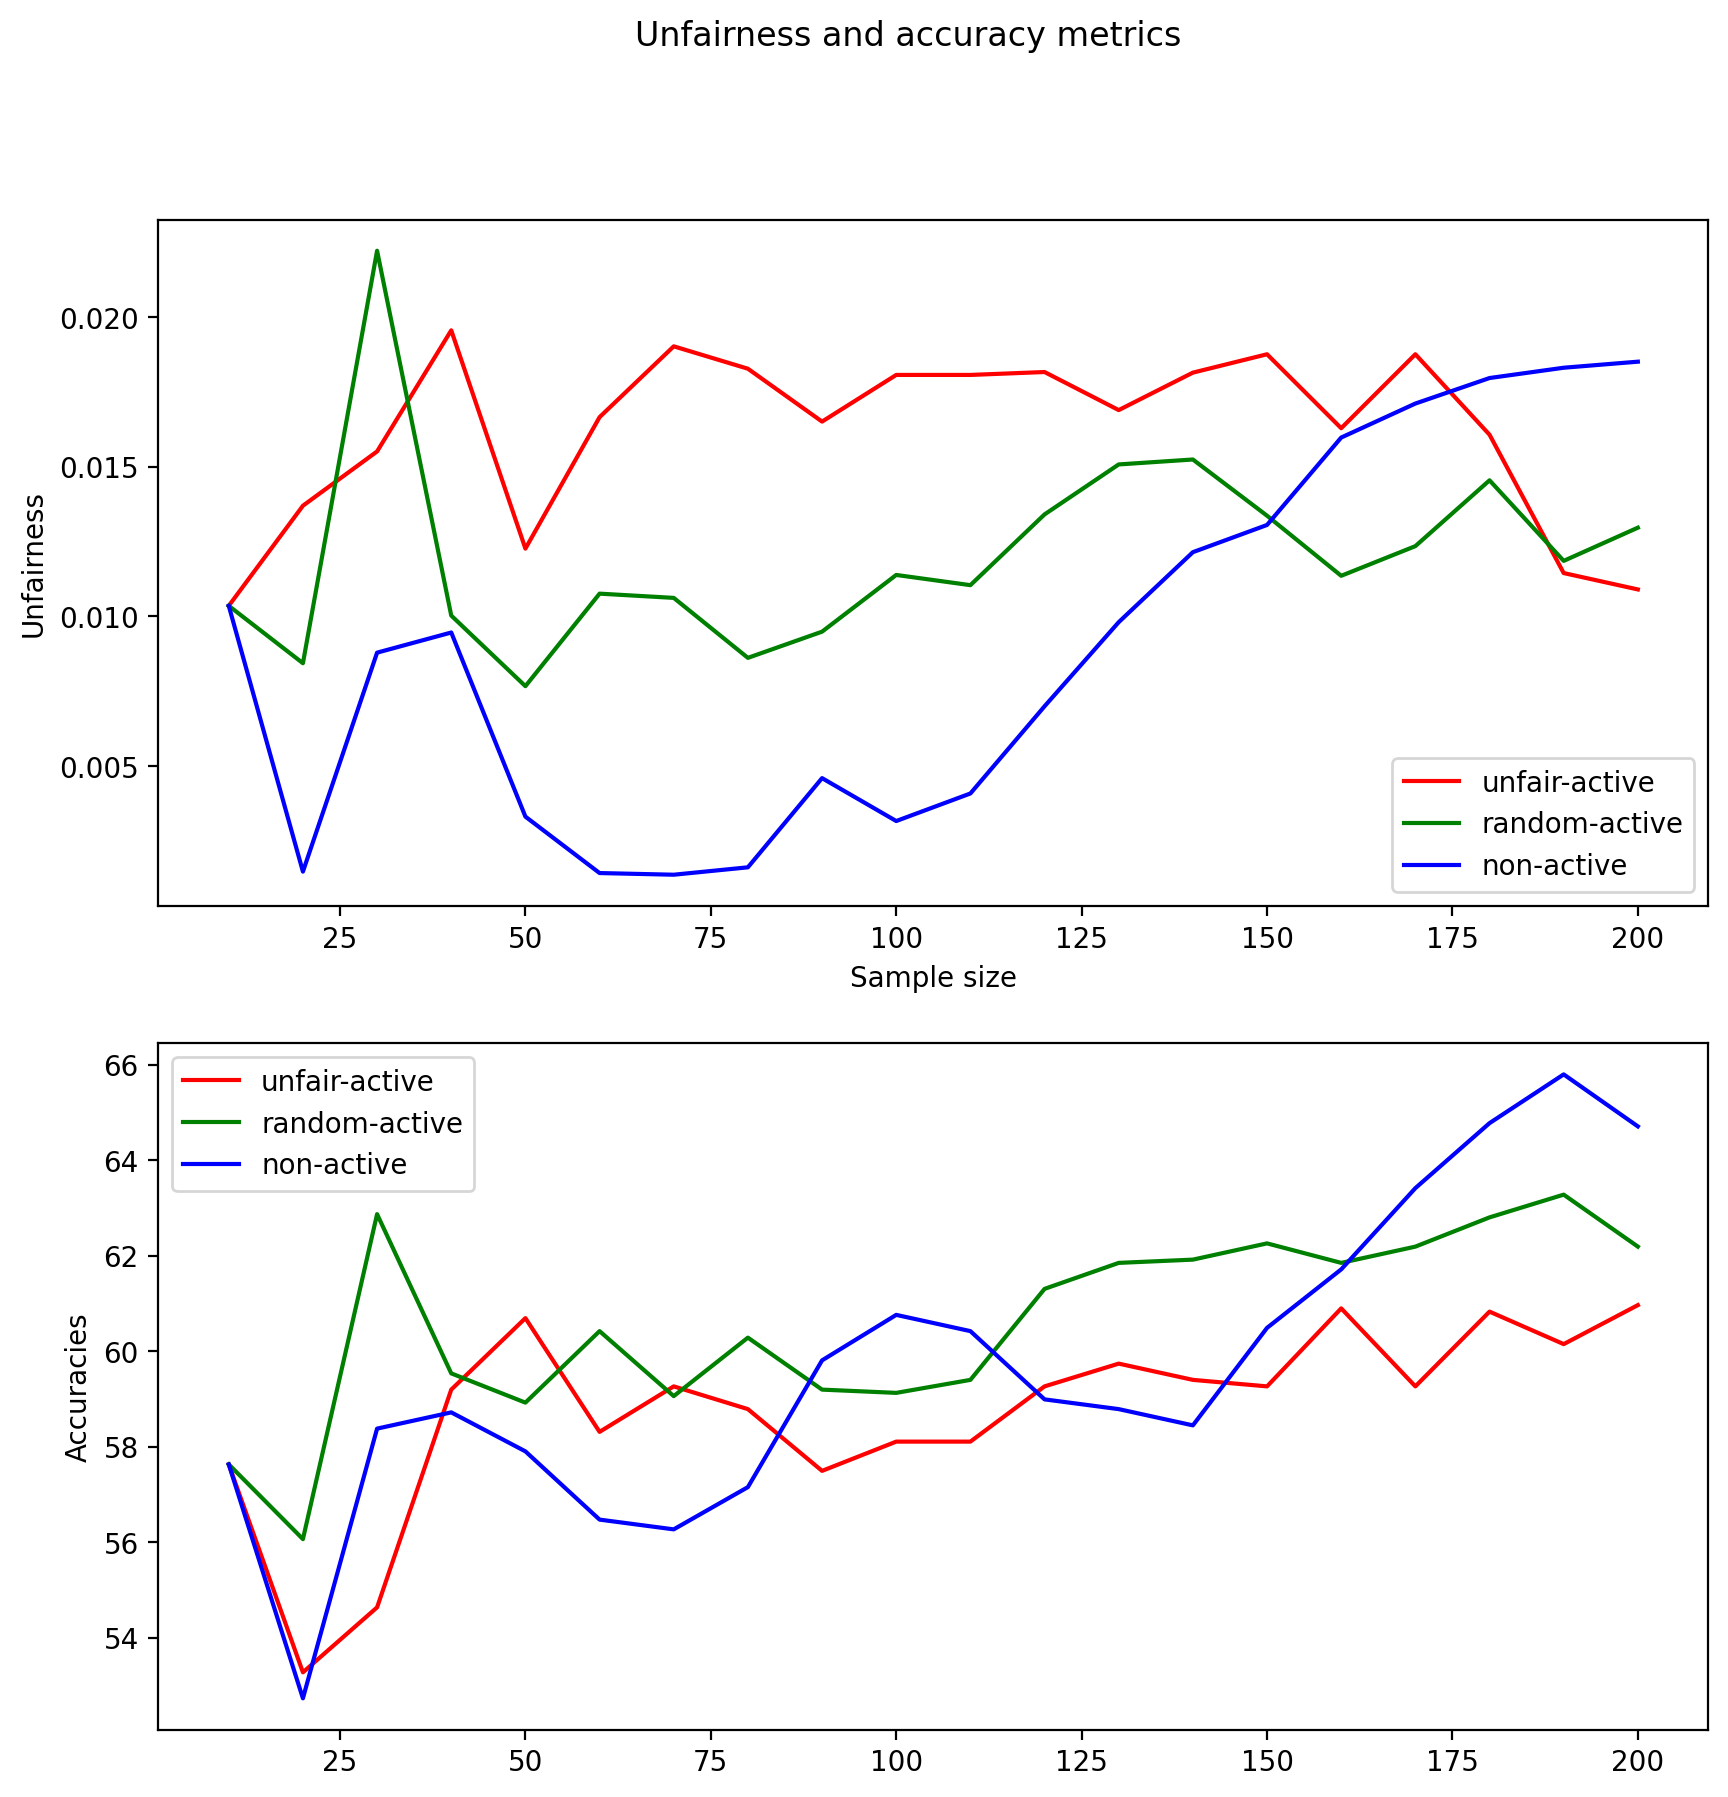 Unfairness and accuracy metrics
Unfairness
0.020
0.015
0.010
0.005
unfair-active
random-active
non-active
25 50 75 100 125 150 175 200
Sample size
Accuracies
66
64
62
60
58
56
54
unfair-active
random-active
non-active
25 50 75 100 125 150 175 200